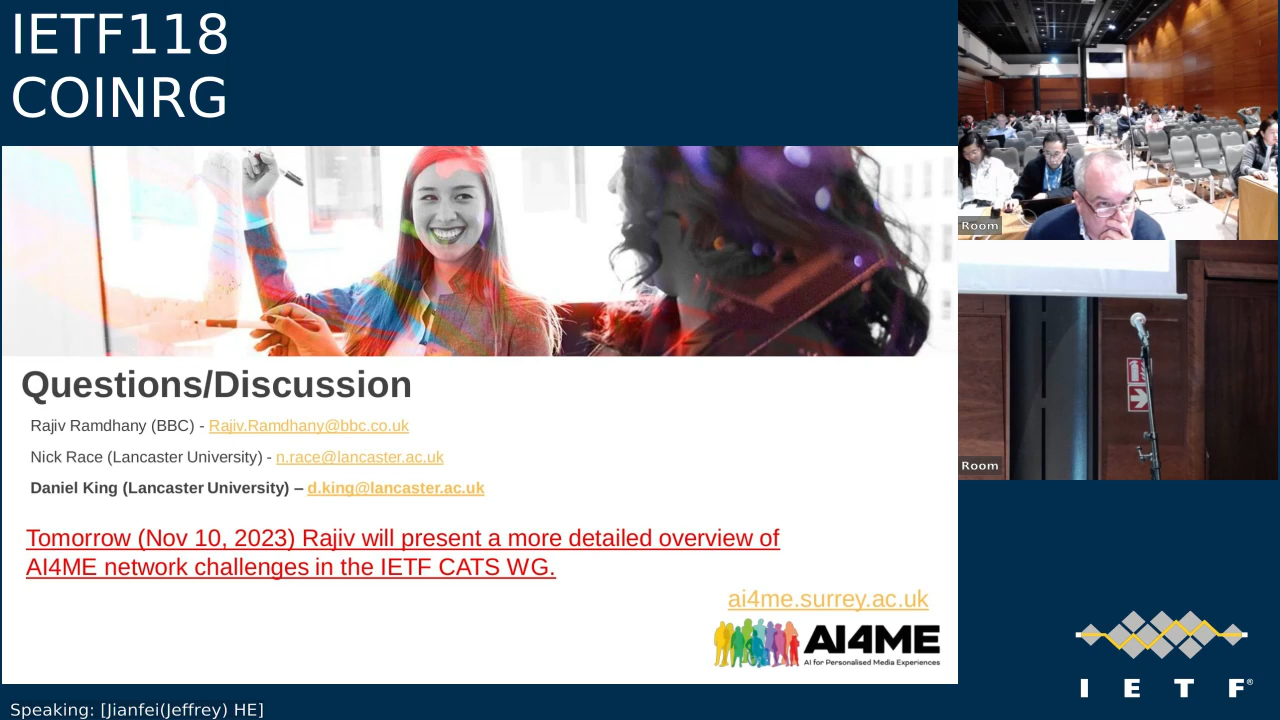 IETF118
COINRG
Room
Questions/Discussion
Rajiv Ramdhany (BBC) - Rajiv.Ramdhany@bbc.co.uk
Nick Race (Lancaster University) - n.race@lancaster.ac.uk
Daniel King (Lancaster University) – d.king@lancaster.ac.uk
Room
Tomorrow (Nov 10, 2023) Rajiv will present a more detailed overview of
AI4ME network challenges in the IETF CATS WG.
ai4me.surrey.ac.uk
AI4ME
AI for Personalised Media Experiences
I E T F®
Speaking: [Jianfei(Jeffrey) HE]